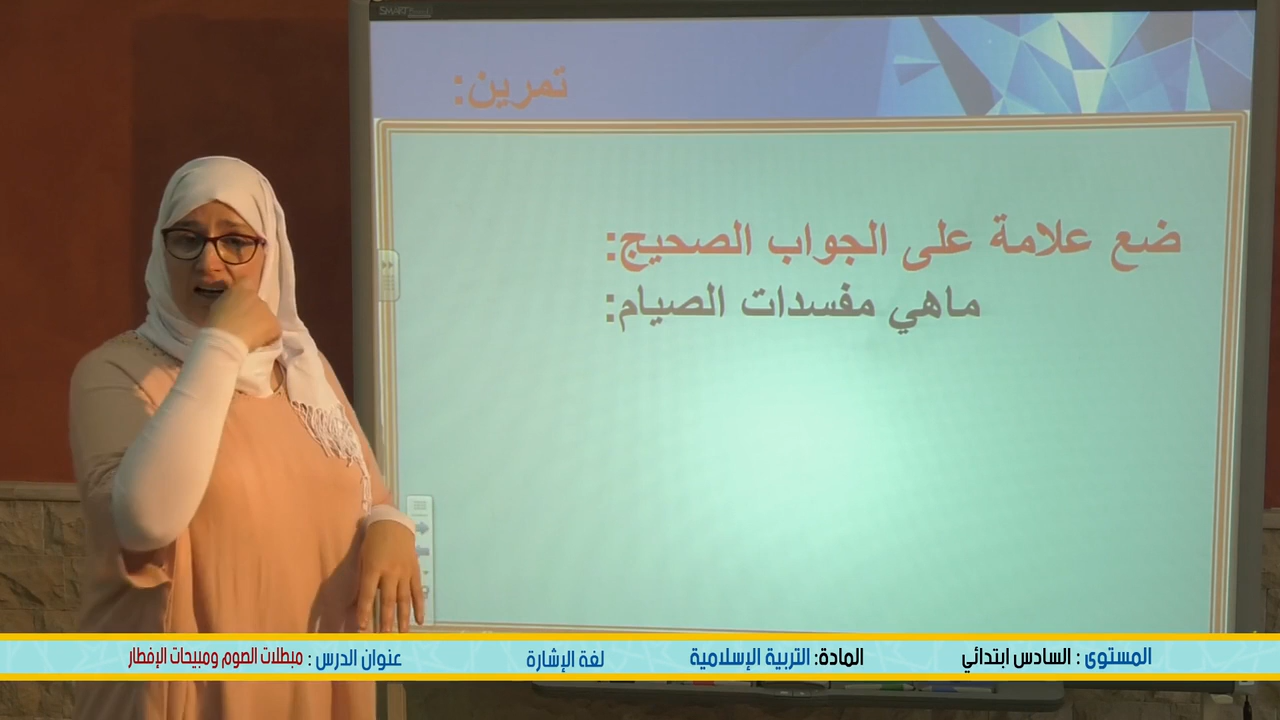 SMART
تمرين:
ضع علامة على الجواب الصحيح:
ماهي مفسدات الصيام:
المستوى : السادس ابتدائي المادة: التربية الإسلامية لغة الإشارة عنوان الدرس : مبطلات الصوم ومبيحات الإفطار